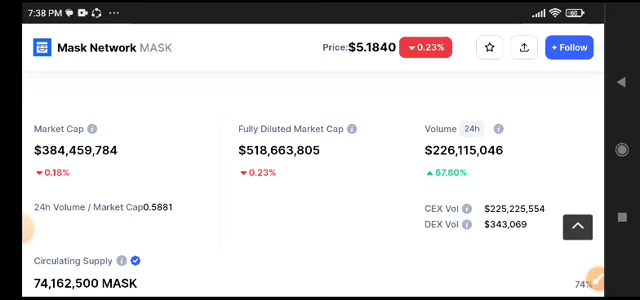 7:38 PM
Mask Network MASK
Price:$5.1840 0.23%
+ Follow
Market Cap
$384,459,784
0.18%
Fully Diluted Market Cap
$518,663,805
0.23%
Volume 24h
$226,115,046
67.80%
24h Volume / Market Cap0.5881
CEX Vol $225,225,554
DEX Vol $343,069
Circulating Supply
74,162,500 MASK
74%